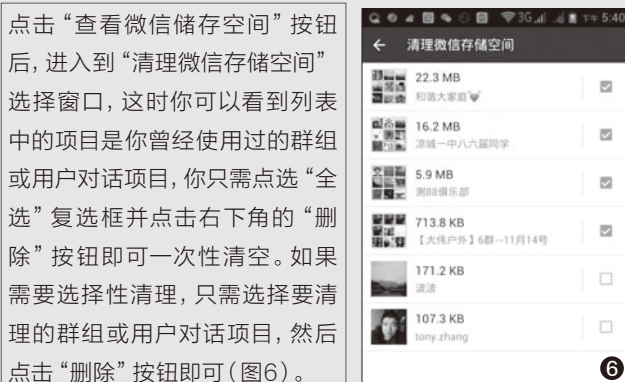 点击“查看微信储存空间”按钮
后，进入到“清理微信存储空间”
选择窗口，这时你可以看到列表
中的项目是你曾经使用过的群组
或用户对话项目，你只需点选“全
选”复选框并点击右下角的“删
除”按钮即可一次性清空。如果
需要选择性清理，只需选择要清
理的群组或用户对话项目，然后
点击“删除”按钮即可（图6）。
3G 下午5:40
清理微信存储空间
22.3 MB
和谐大家庭
16.2 MB
凉城一中八六届同学
5.9 MB
测88俱乐部
713.8 KB
【大伟户外】6群--11月14号
171.2 KB
波波
107.3 KB
tony.zhang
6